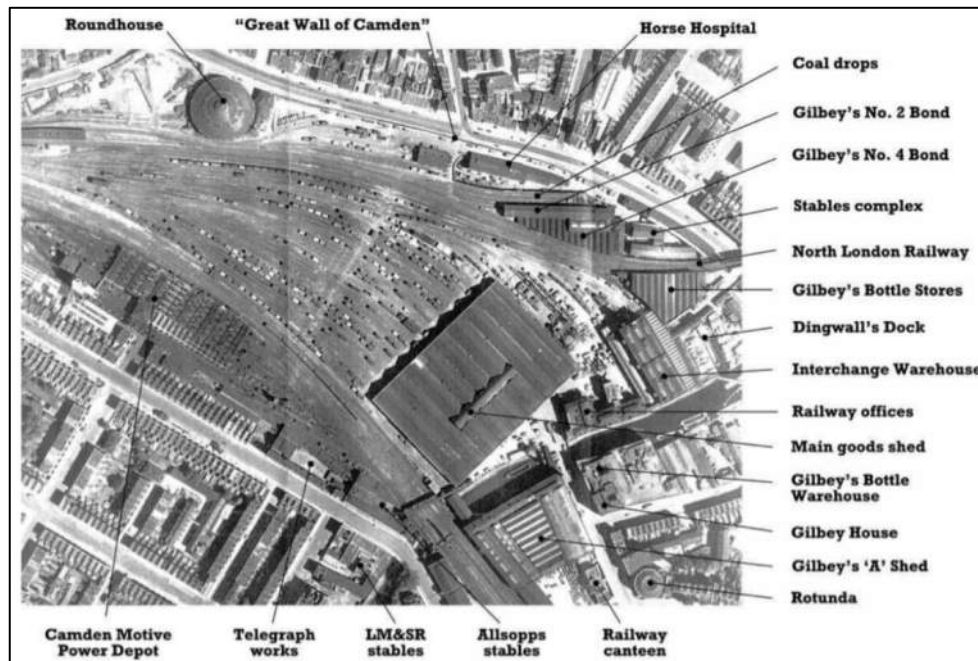 Roundhouse
“Great Wall of Camden”
Horse Hospital
Coal drops
Gilbey’s No. 2 Bond
Gilbey’s No. 4 Bond
Stables complex
North London Railway
Gilbey’s Bottle Stores
Dingwall’s Dock
Interchange Warehouse
Railway offices
Main goods shed
Gilbey’s Bottle
Warehouse
Gilbey House
Gilbey’s ‘A’ Shed
Rotunda
Camden Motive
Power Depot
Telegraph
works
LM&SR
stables
Allsopps
stables
Railway
canteen